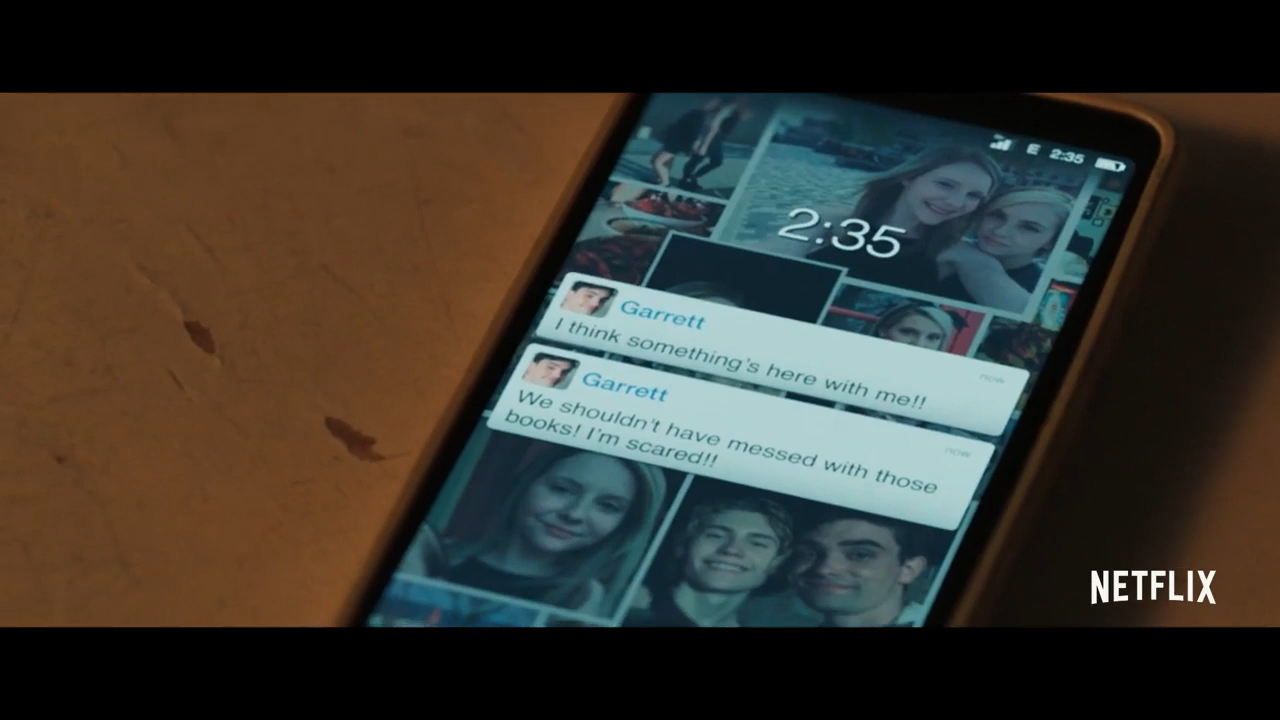 E 2:35
2:35
Garrett
I think something's here with me!!
now
Garrett
We shouldn't have messed with those
books! I'm scared!!
now
NETFLIX